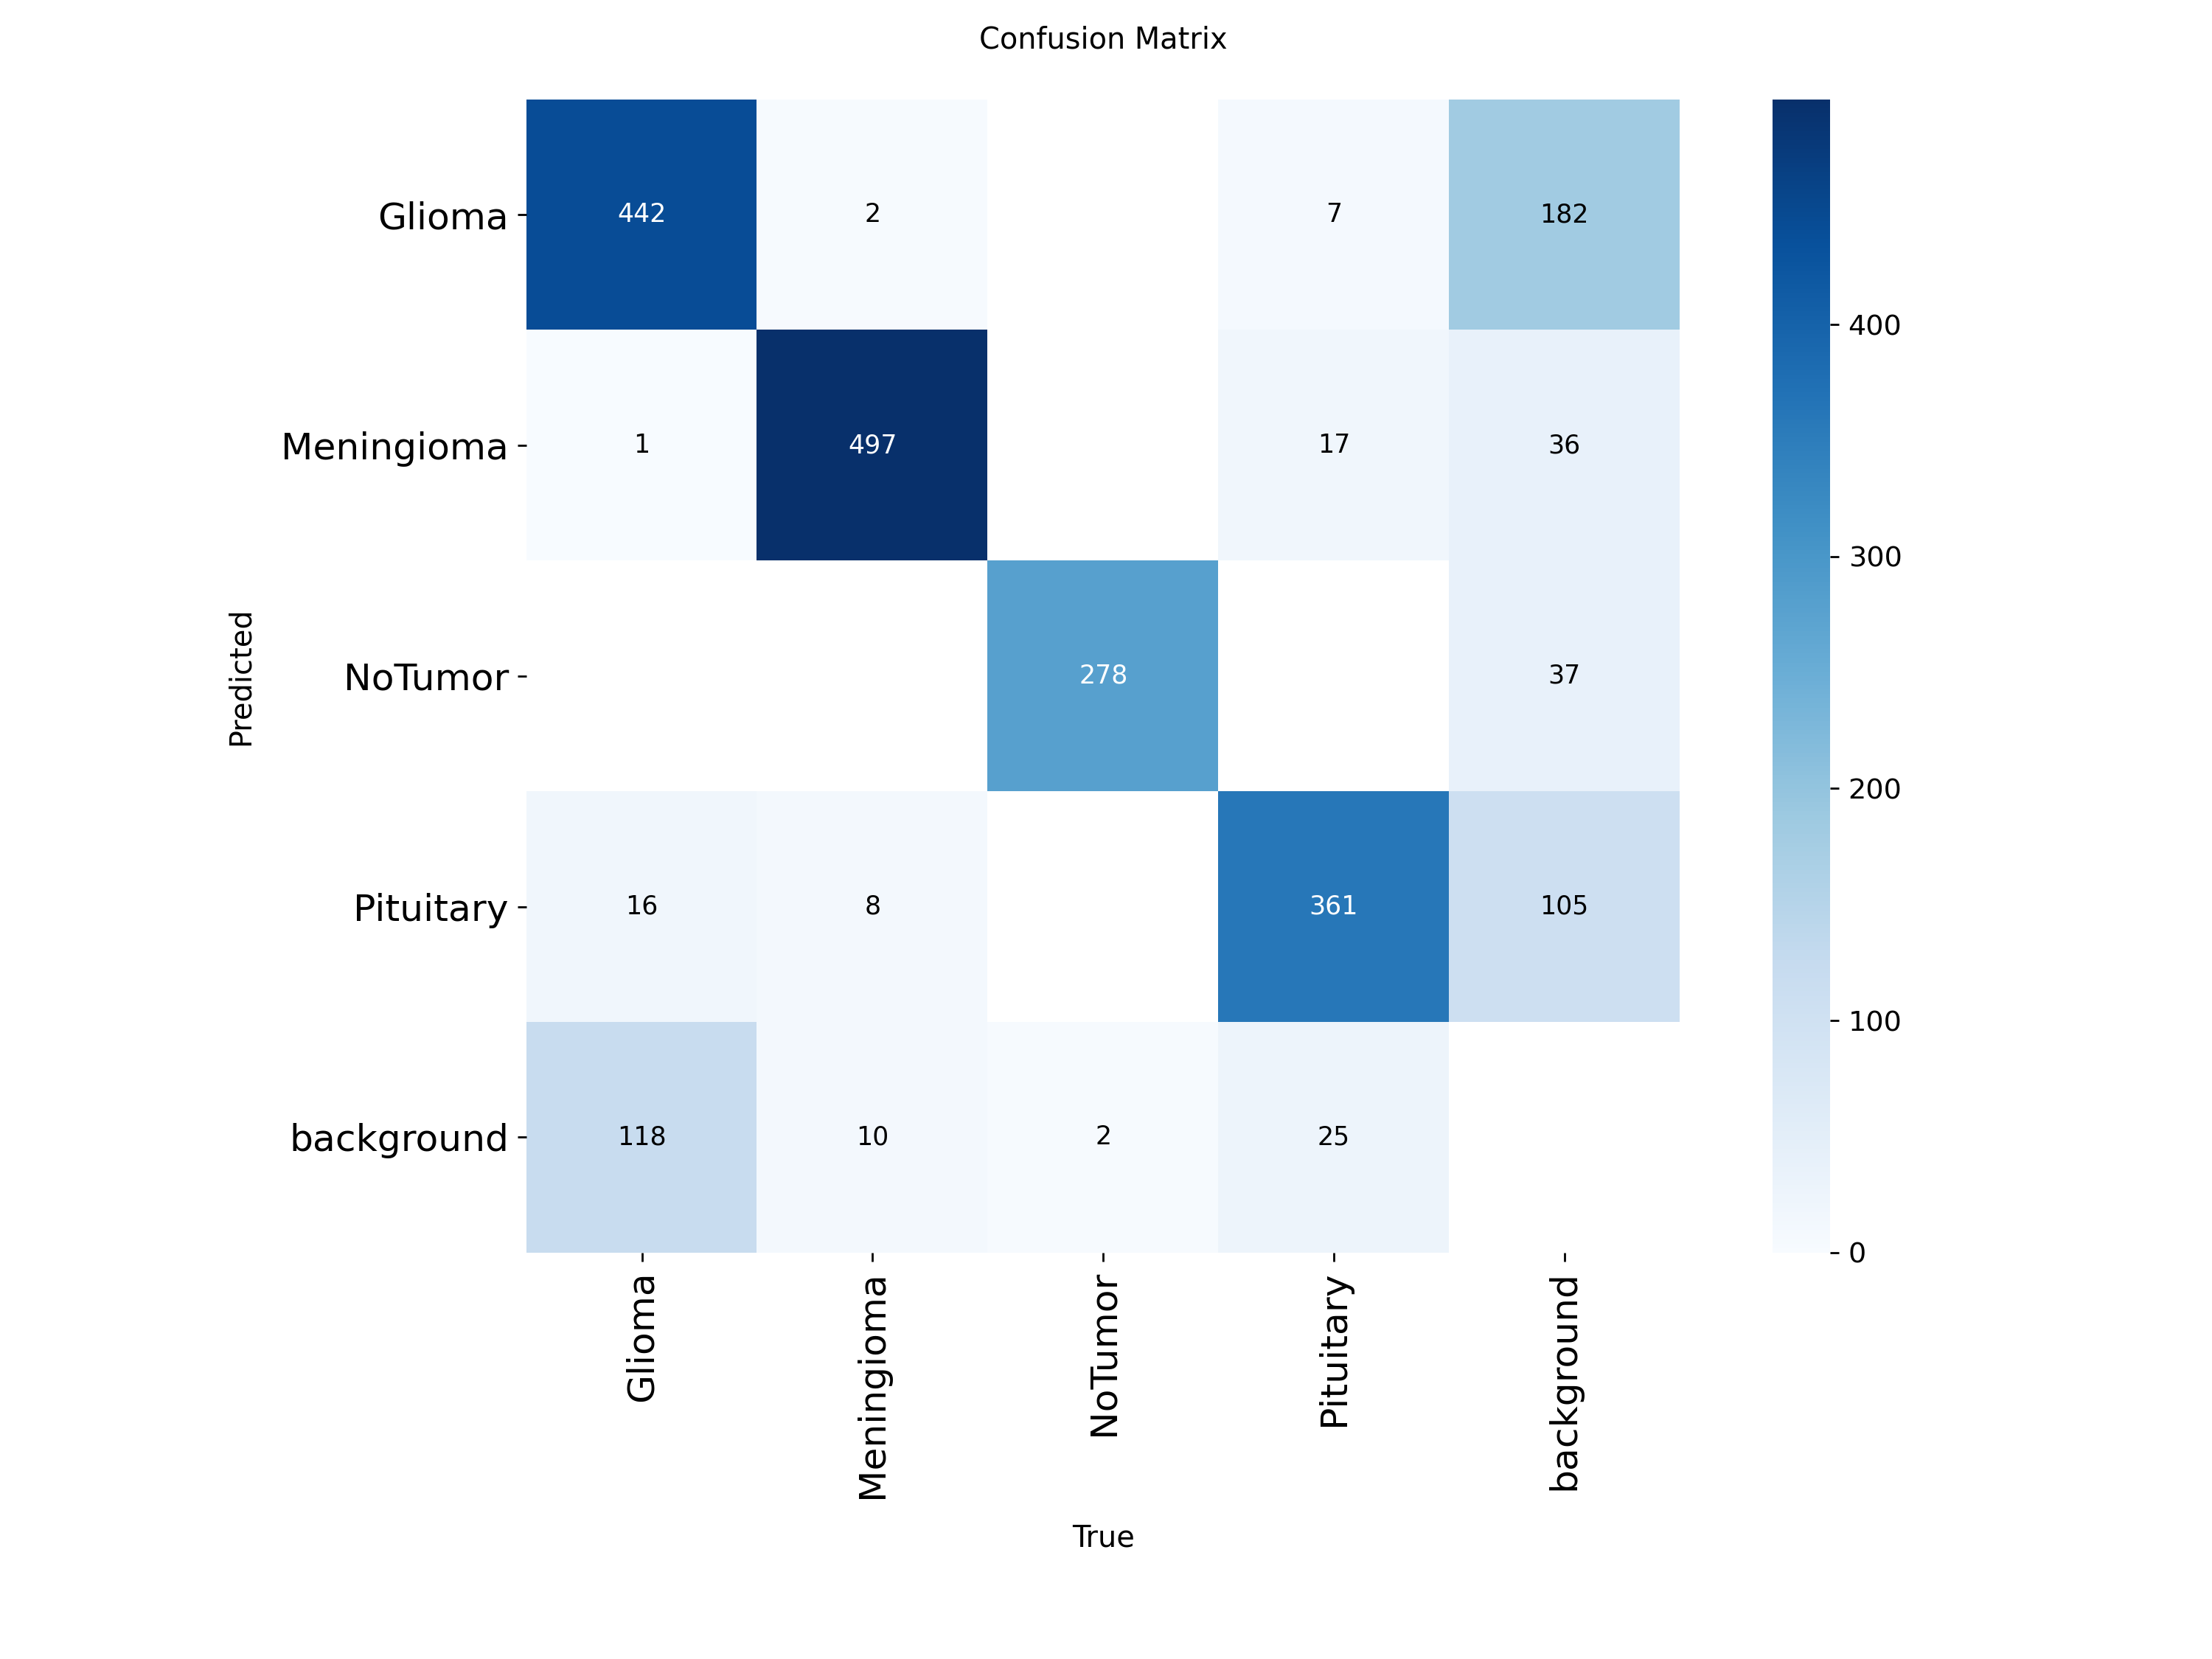 Confusion Matrix
Glioma 442 2 7 182
Meningioma 1 497 17 36
NoTumor 278 37
Pituitary 16 8 361 105
background 118 10 2 25
Predicted
Glioma Meningioma NoTumor Pituitary background
True
400
300
200
100
0